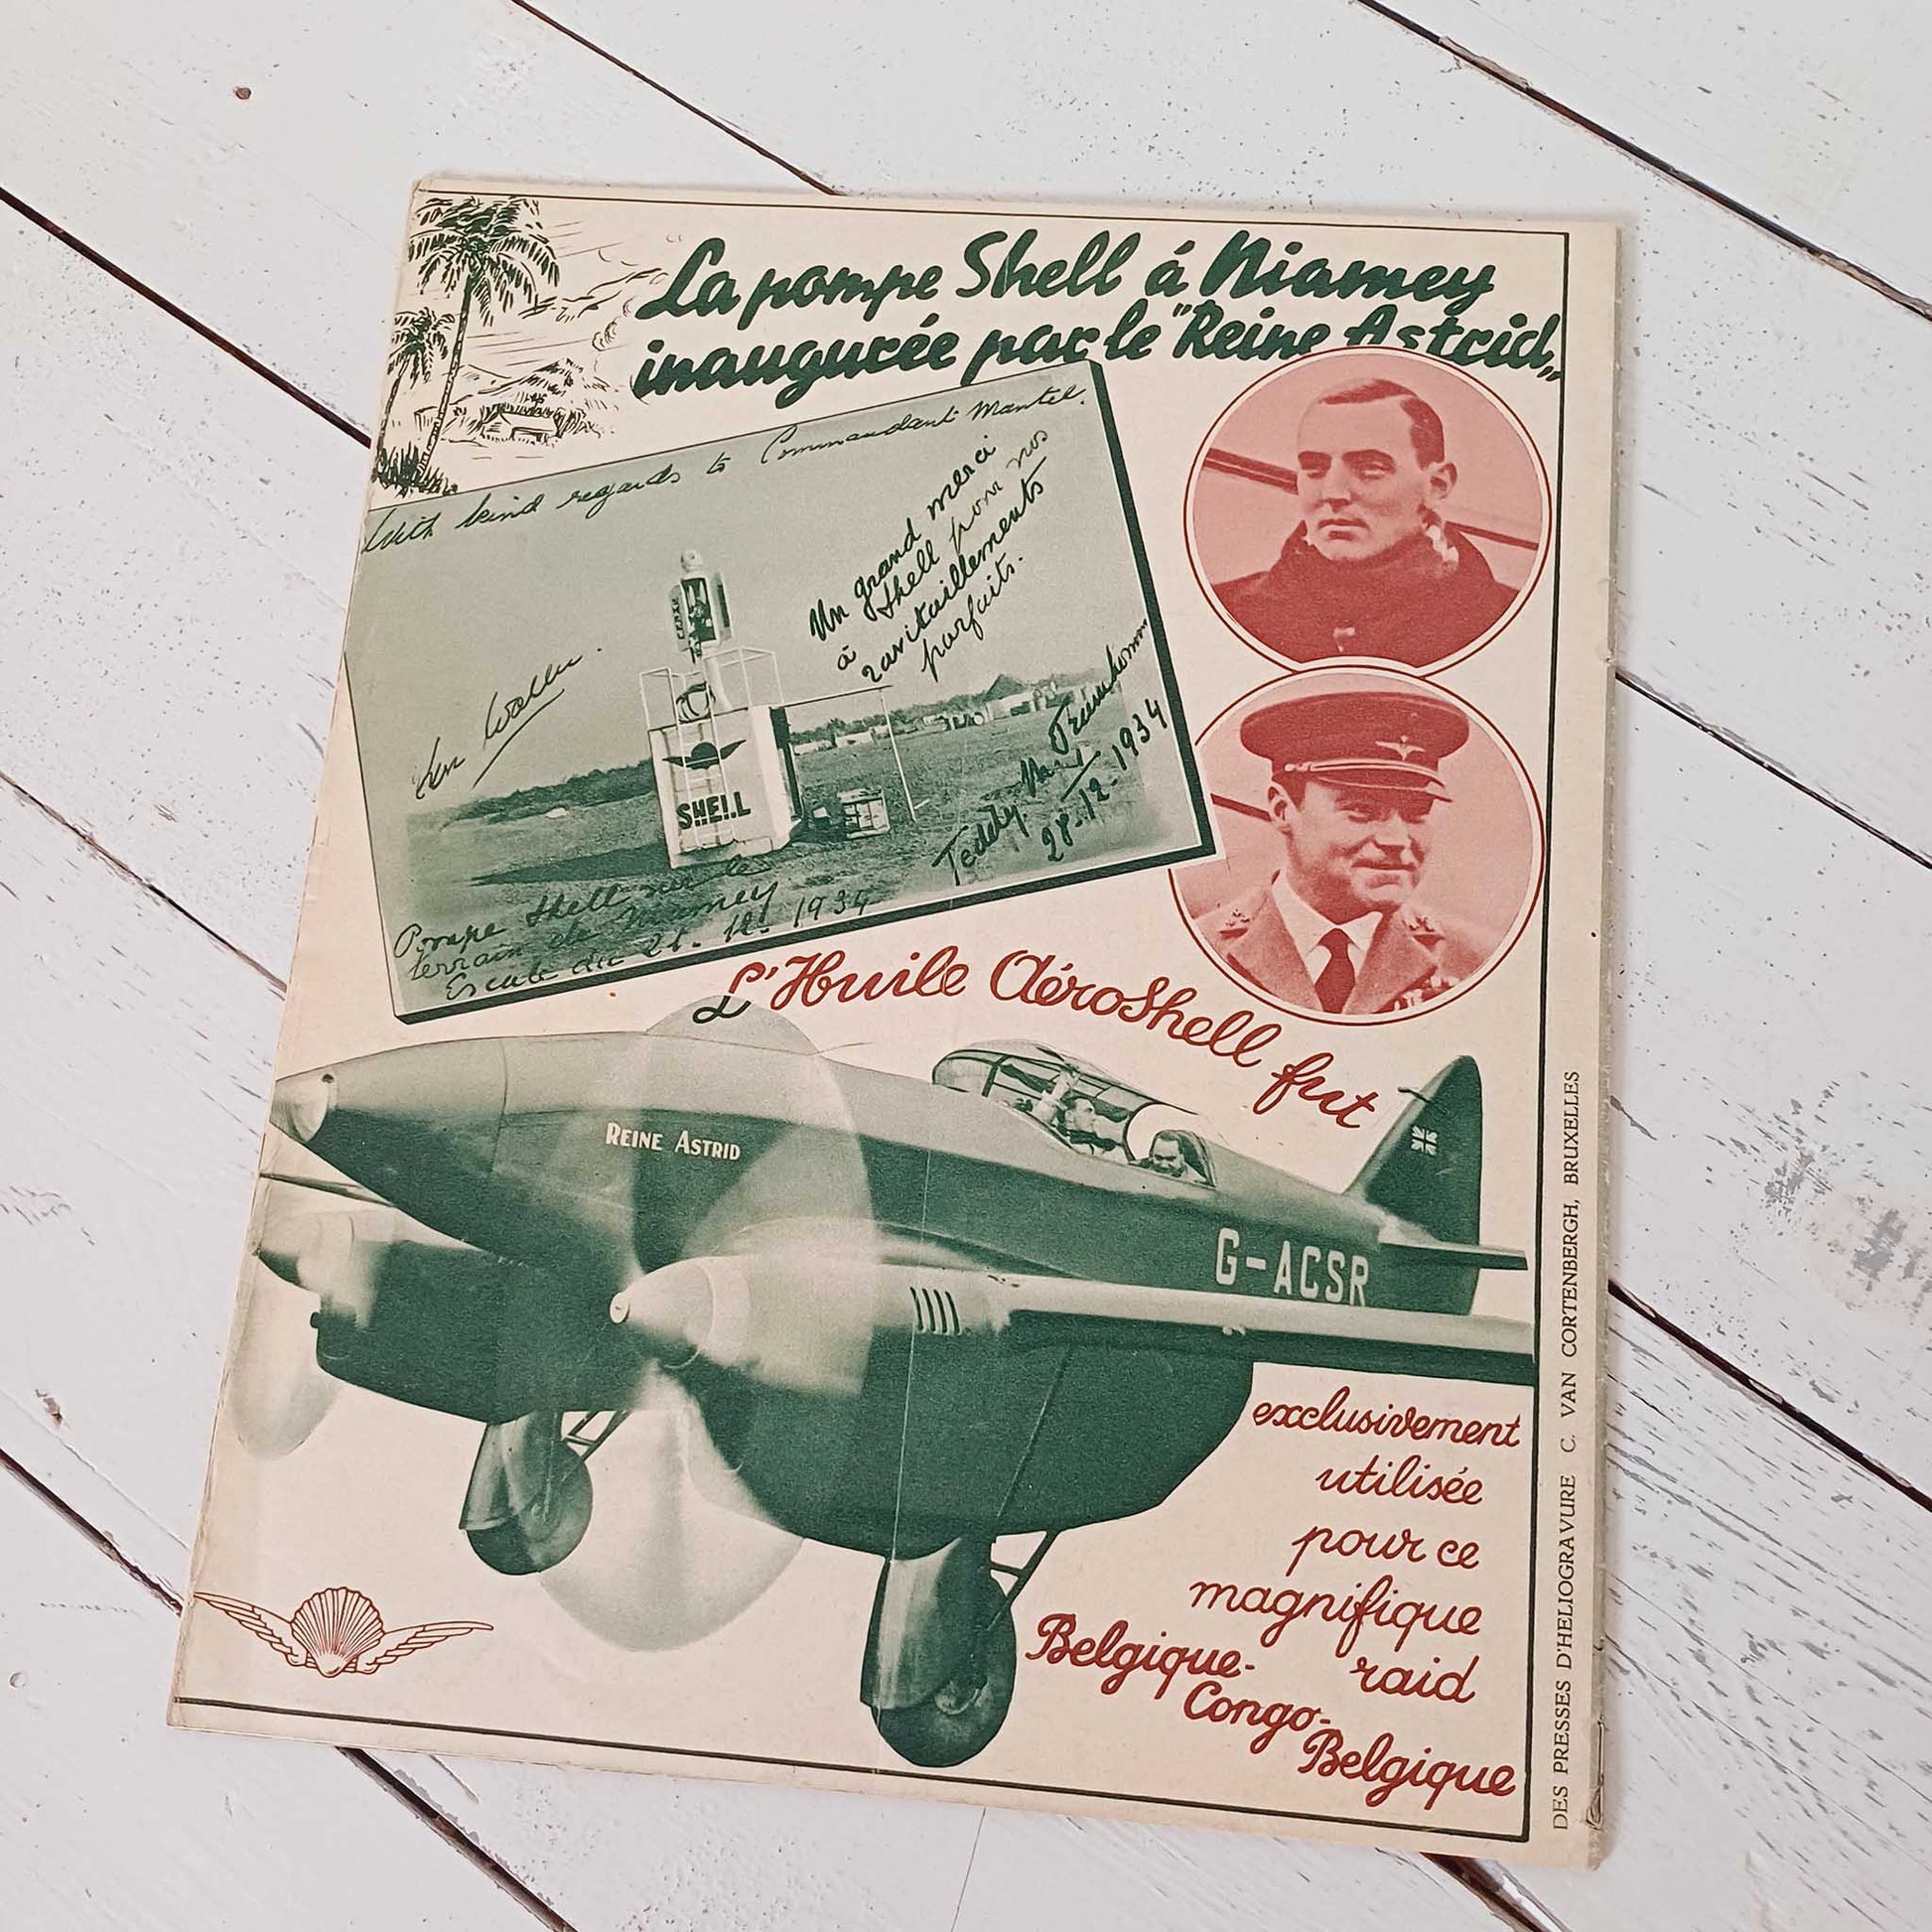 La pompe Shell á Niamey
inaugurée par le "Reine Astrid"
With kind regards to Commandant Mantel.
Un grand merci
à Shell pour nos
ravitaillements
parfaits.
Ken Waller.
Teddy Franchomme
28-12-1934
SHELL
Pompe Shell sur le
terrain de Niamey
Escale du 21-12-1934
L'Huile AéroShell fut
REINE ASTRID
G-ACSR
exclusivement
utilisée
pour ce
magnifique
raid
Belgique-
Congo-
Belgique
DES PRESSES D'HELIOGRAVURE C. VAN CORTENBERGH, BRUXELLES